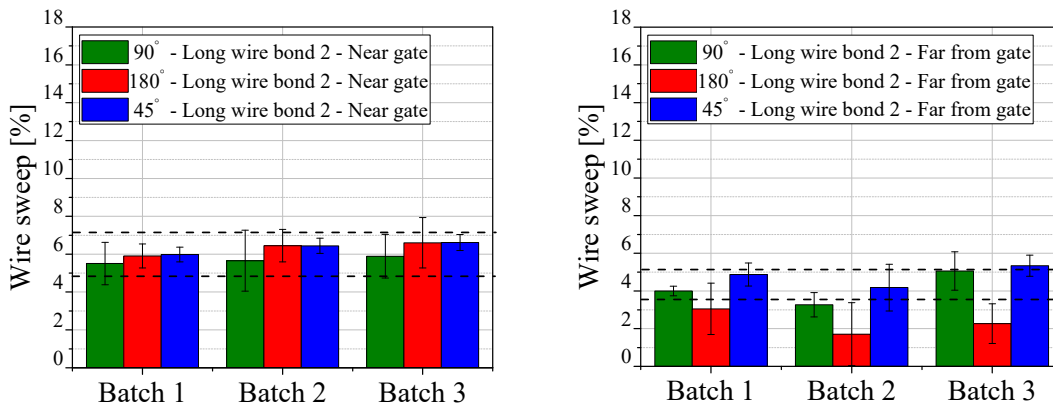 18
16
14
12
10
8
6
4
2
0
Wire sweep [%]
90° - Long wire bond 2 - Near gate
180° - Long wire bond 2 - Near gate
45° - Long wire bond 2 - Near gate
Batch 1 Batch 2 Batch 3
18
16
14
12
10
8
6
4
2
0
Wire sweep [%]
90° - Long wire bond 2 - Far from gate
180° - Long wire bond 2 - Far from gate
45° - Long wire bond 2 - Far from gate
Batch 1 Batch 2 Batch 3